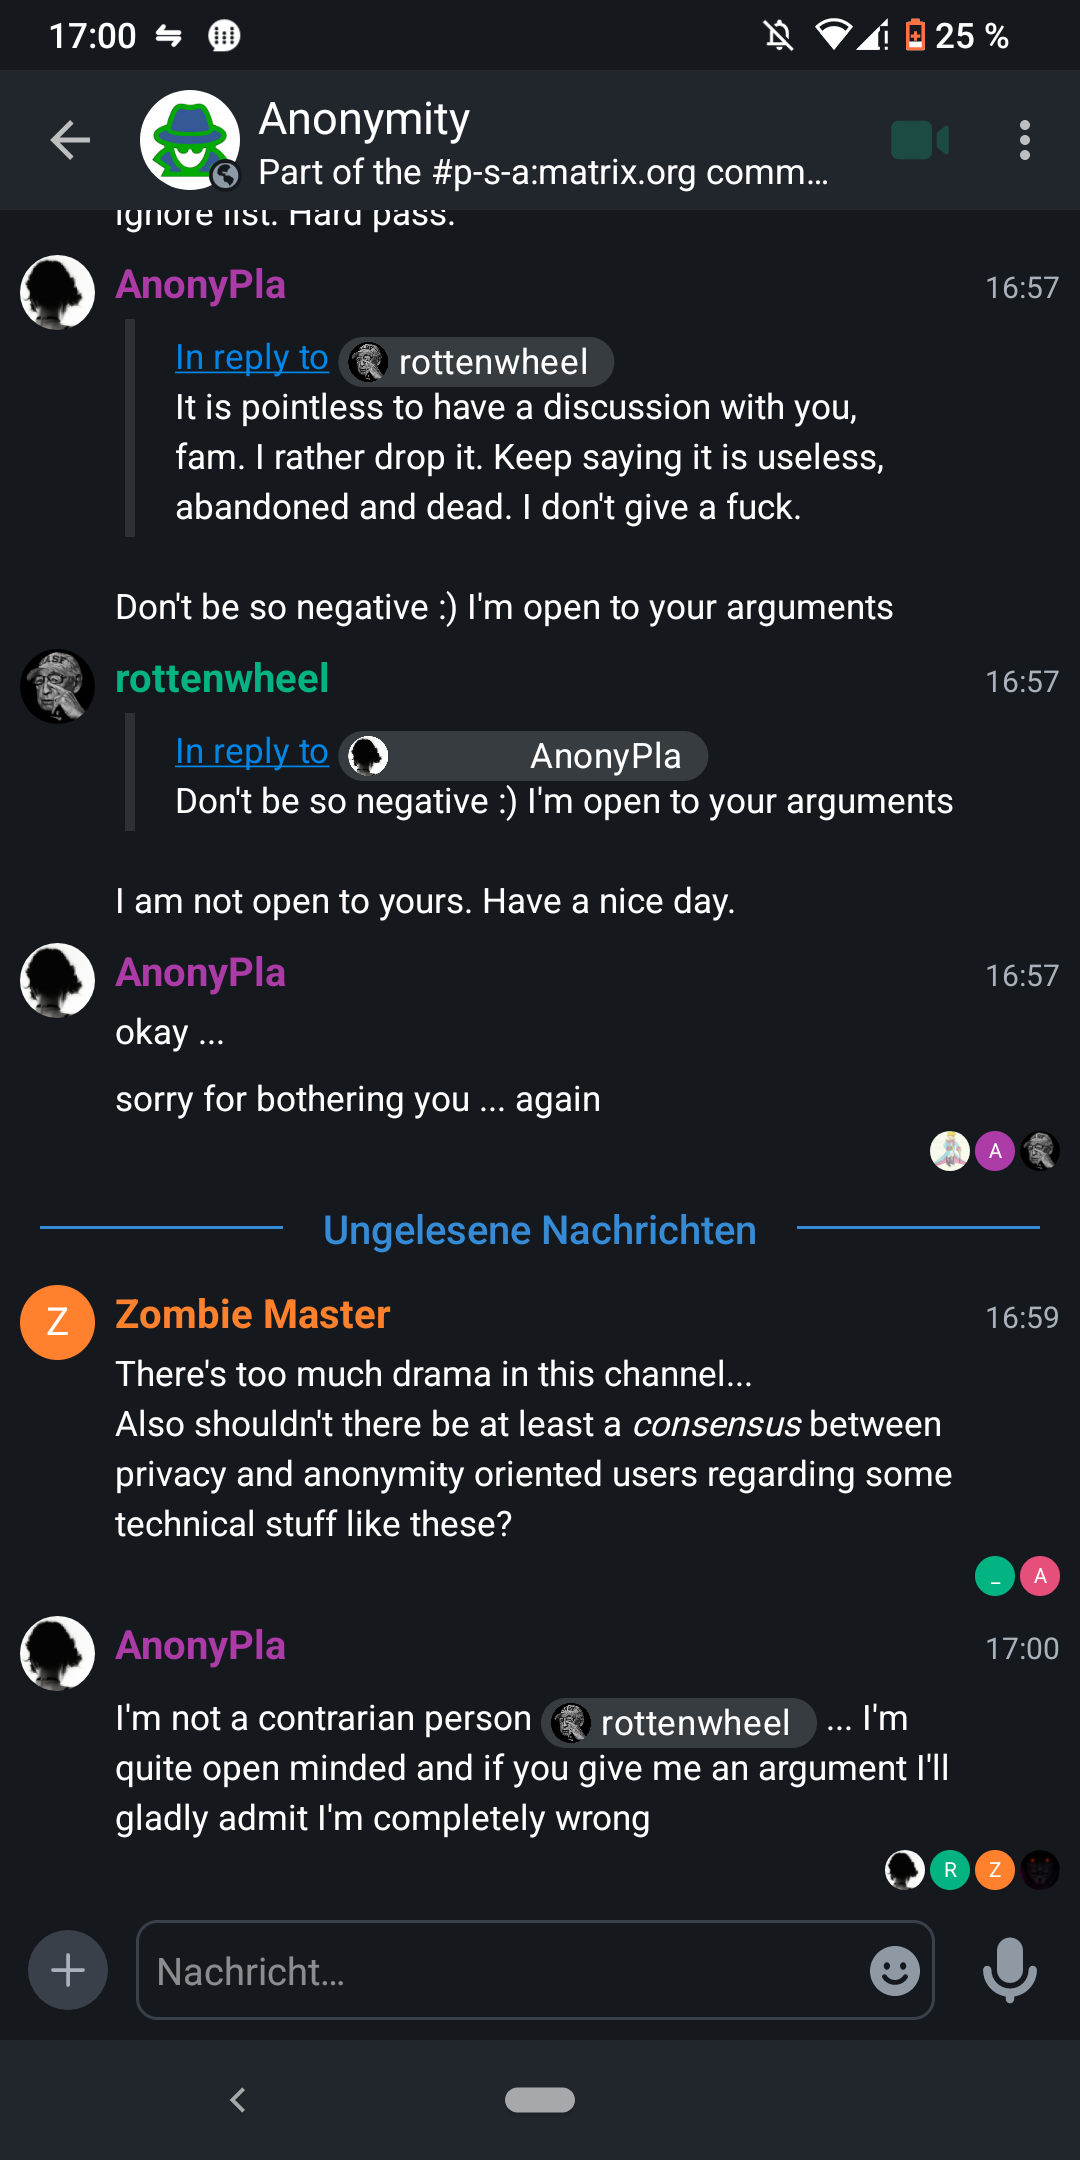 17:00
25 %
Anonymity
Part of the #p-s-a:matrix.org comm...
ignore list. Hard pass.
AnonyPla
16:57
In reply to rottenwheel
It is pointless to have a discussion with you,
fam. I rather drop it. Keep saying it is useless,
abandoned and dead. I don't give a fuck.
Don't be so negative :) I'm open to your arguments
rottenwheel
16:57
In reply to AnonyPla
Don't be so negative :) I'm open to your arguments
I am not open to yours. Have a nice day.
AnonyPla
16:57
okay ...
sorry for bothering you ... again
A
Ungelesene Nachrichten
Z
Zombie Master
16:59
There's too much drama in this channel...
Also shouldn't there be at least a consensus between
privacy and anonymity oriented users regarding some
technical stuff like these?
_ A
AnonyPla
17:00
I'm not a contrarian person rottenwheel ... I'm
quite open minded and if you give me an argument I'll
gladly admit I'm completely wrong
R Z
Nachricht...